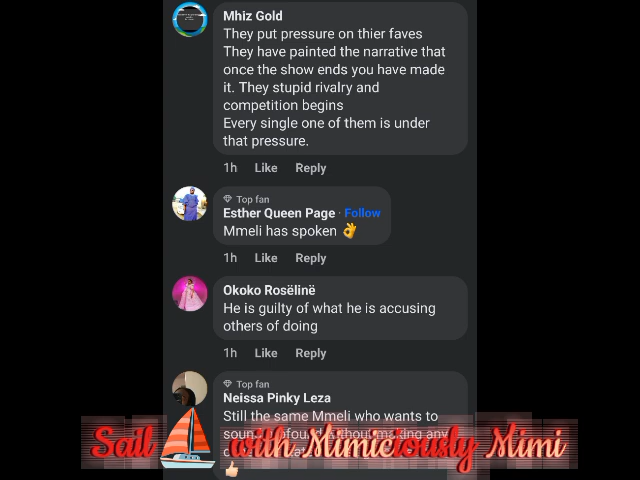 Mhiz Gold
They put pressure on thier faves
They have painted the narrative that
once the show ends you have made
it. They stupid rivalry and
competition begins
Every single one of them is under
that pressure.
1h Like Reply
Top fan
Esther Queen Page · Follow
Mmeli has spoken 👌
1h Like Reply
Okoko Rosëlinë
He is guilty of what he is accusing
others of doing
1h Like Reply
Top fan
Neissa Pinky Leza
Still the same Mmeli who wants to
making any
Sail with Mimiciously Mimi
👍